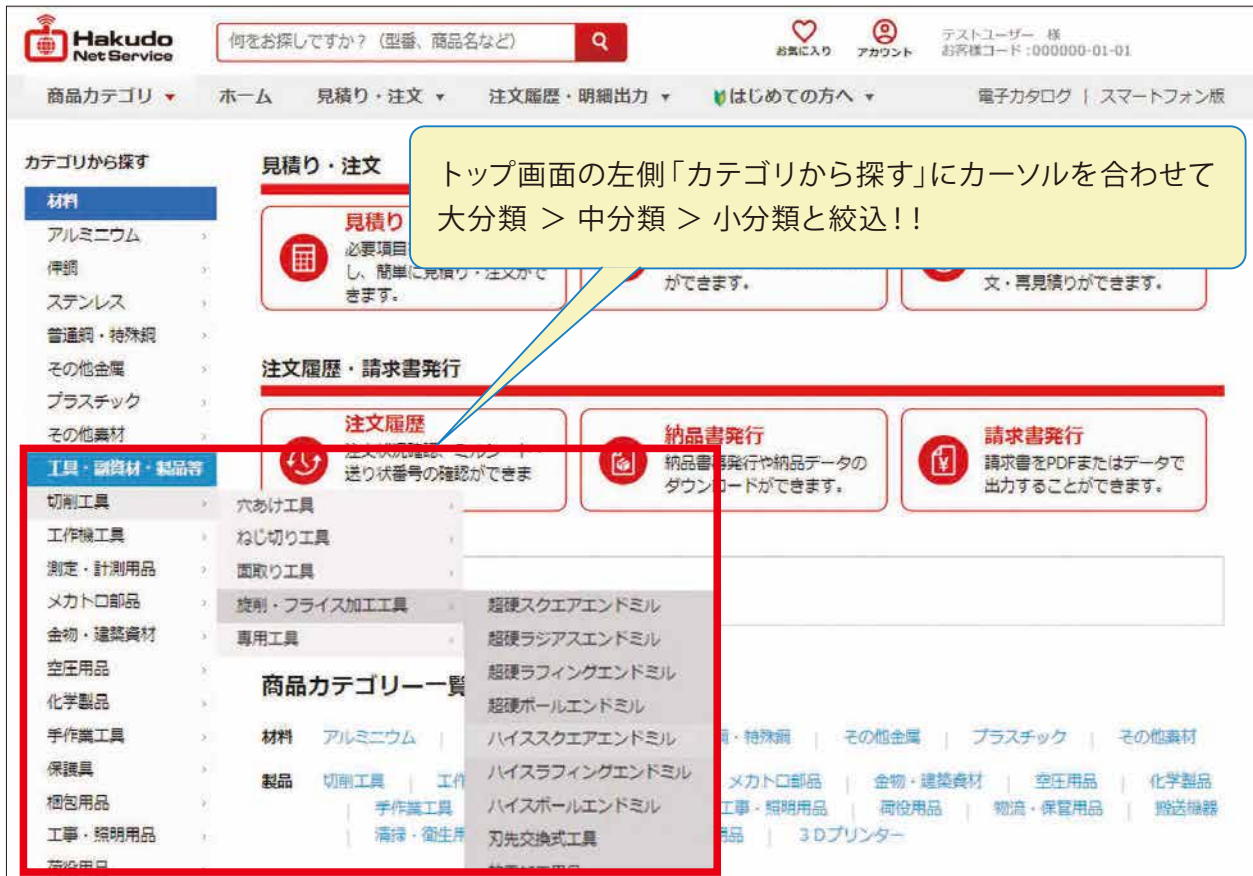 Hakudo
Net Service
何をお探しですか？（型番、商品名など）
お気に入り
アカウント
テストユーザー 様
お客様コード：000000-01-01
商品カテゴリ ▼
ホーム
見積り・注文 ▼
注文履歴・明細出力 ▼
はじめての方へ ▼
電子カタログ | スマートフォン版
トップ画面の左側「カテゴリから探す」にカーソルを合わせて
大分類 ＞ 中分類 ＞ 小分類と絞込！！
カテゴリから探す
材料
アルミニウム
伸銅
ステンレス
普通鋼・特殊鋼
その他金属
プラスチック
その他素材
工具・副資材・製品等
切削工具
工作機工具
測定・計測用品
メカトロ部品
金物・建築資材
空圧用品
化学製品
手作業工具
保護具
梱包用品
工事・照明用品
荷役用品
穴あけ工具
ねじ切り工具
面取り工具
旋削・フライス加工工具
専用工具
超硬スクエアエンドミル
超硬ラジアスエンドミル
超硬ラフィングエンドミル
超硬ボールエンドミル
ハイススクエアエンドミル
ハイスラフィングエンドミル
ハイスボールエンドミル
刃先交換式工具
見積り・注文
見積り
必要項目
し、簡単に見積り・注文がで
きます。
ができます。
文・再見積りができます。
注文履歴・請求書発行
注文履歴
注文状況確認、ミルシート・
送り状番号の確認ができま
納品書発行
納品書再発行や納品データの
ダウンロードができます。
請求書発行
請求書をPDFまたはデータで
出力することができます。
商品カテゴリー一覧
材料 アルミニウム | 鋼・特殊鋼 | その他金属 | プラスチック | その他素材
製品 切削工具 | 工作 メカトロ部品 | 金物・建築資材 | 空圧用品 | 化学製品
| 手作業工具 工事・照明用品 | 荷役用品 | 物流・保管用品 | 搬送機器
| 清掃・衛生用 用品 | 3Dプリンター